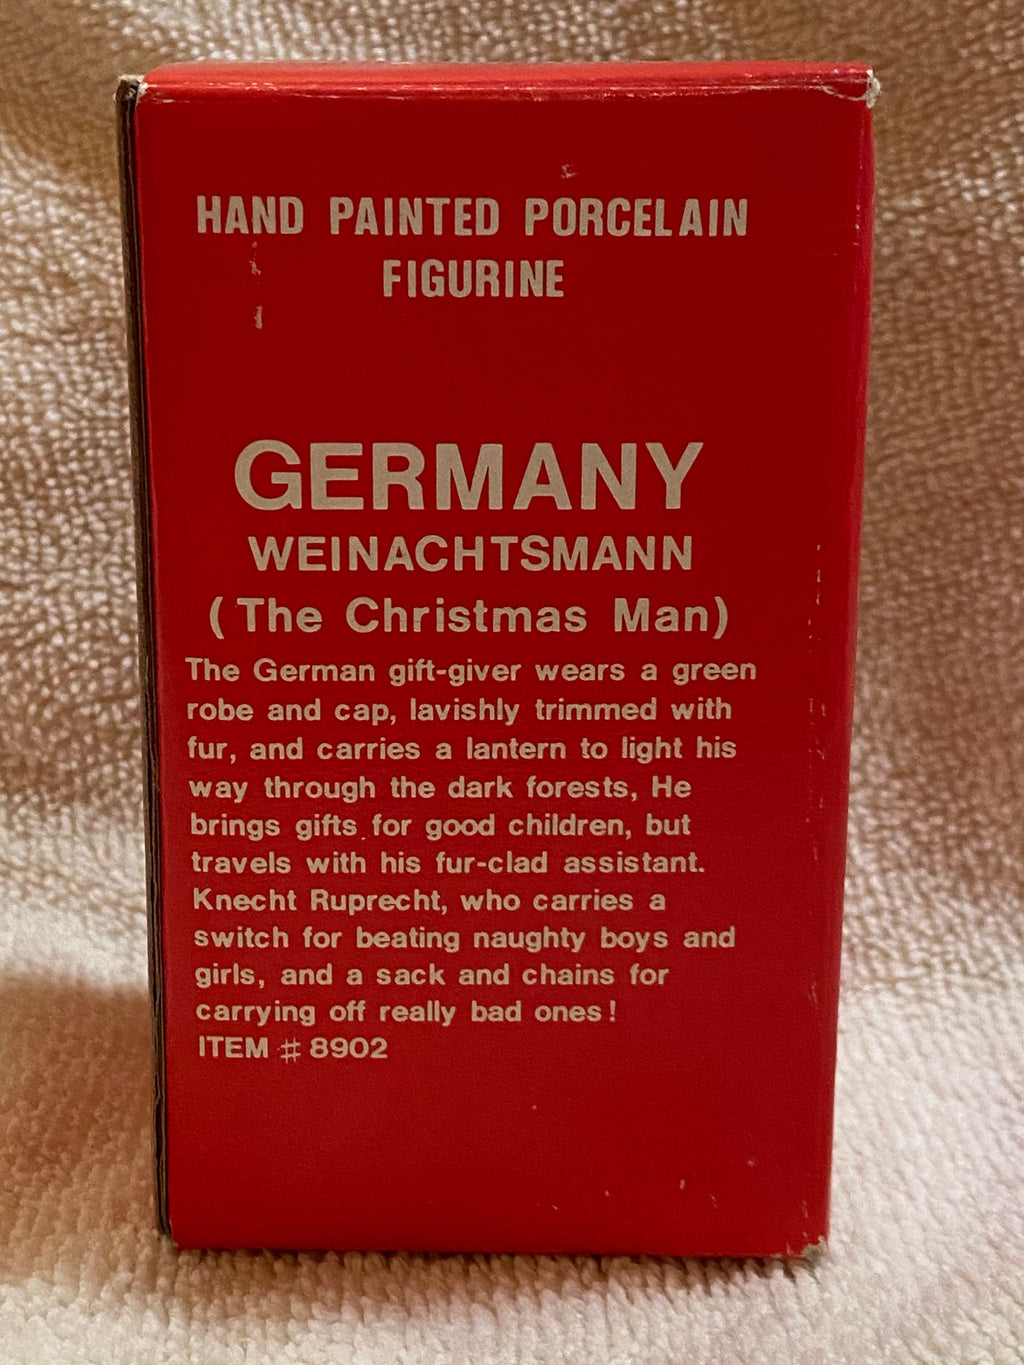 HAND PAINTED PORCELAIN
FIGURINE
GERMANY
WEINACHTSMANN
(The Christmas Man)
The German gift-giver wears a green
robe and cap, lavishly trimmed with
fur, and carries a lantern to light his
way through the dark forests, He
brings gifts for good children, but
travels with his fur-clad assistant.
Knecht Ruprecht, who carries a
switch for beating naughty boys and
girls, and a sack and chains for
carrying off really bad ones!
ITEM # 8902